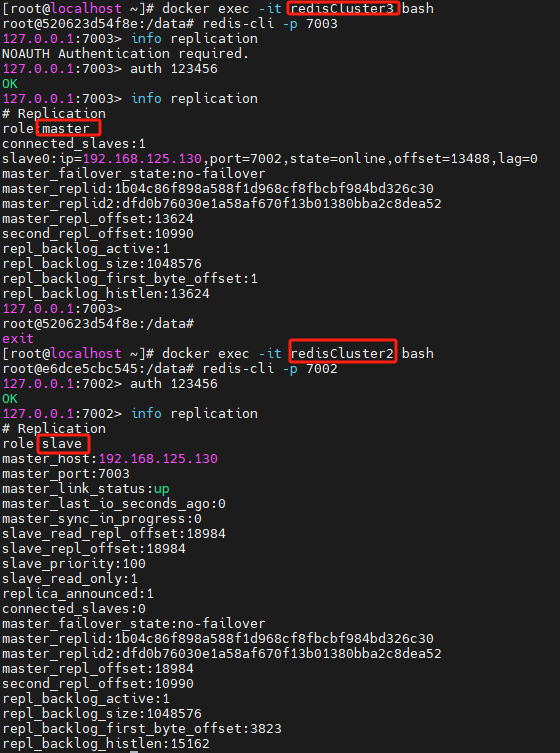 [root@localhost ~]# docker exec -it redisCluster3 bash
root@520623d54f8e:/data# redis-cli -p 7003
127.0.0.1:7003> info replication
NOAUTH Authentication required.
127.0.0.1:7003> auth 123456
OK
127.0.0.1:7003> info replication
# Replication
role:master
connected_slaves:1
slave0:ip=192.168.125.130,port=7002,state=online,offset=13488,lag=0
master_failover_state:no-failover
master_replid:1b04c86f898a588f1d968cf8fbcbf984bd326c30
master_replid2:dfd0b76030e1a58af670f13b01380bba2c8dea52
master_repl_offset:13624
second_repl_offset:10990
repl_backlog_active:1
repl_backlog_size:1048576
repl_backlog_first_byte_offset:1
repl_backlog_histlen:13624
127.0.0.1:7003>
root@520623d54f8e:/data#
exit
[root@localhost ~]# docker exec -it redisCluster2 bash
root@e6dce5cbc545:/data# redis-cli -p 7002
127.0.0.1:7002> auth 123456
OK
127.0.0.1:7002> info replication
# Replication
role:slave
master_host:192.168.125.130
master_port:7003
master_link_status:up
master_last_io_seconds_ago:0
master_sync_in_progress:0
slave_read_repl_offset:18984
slave_repl_offset:18984
slave_priority:100
slave_read_only:1
replica_announced:1
connected_slaves:0
master_failover_state:no-failover
master_replid:1b04c86f898a588f1d968cf8fbcbf984bd326c30
master_replid2:dfd0b76030e1a58af670f13b01380bba2c8dea52
master_repl_offset:18984
second_repl_offset:10990
repl_backlog_active:1
repl_backlog_size:1048576
repl_backlog_first_byte_offset:3823
repl_backlog_histlen:15162